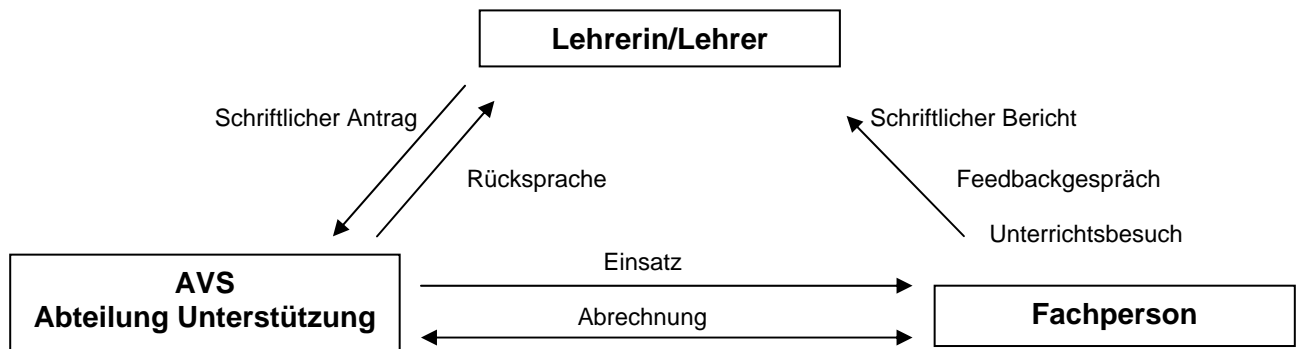 Lehrerin/Lehrer
Schriftlicher Antrag
Schriftlicher Bericht
Rücksprache
Feedbackgespräch
Unterrichtsbesuch
Einsatz
AVS
Abteilung Unterstützung
Abrechnung
Fachperson